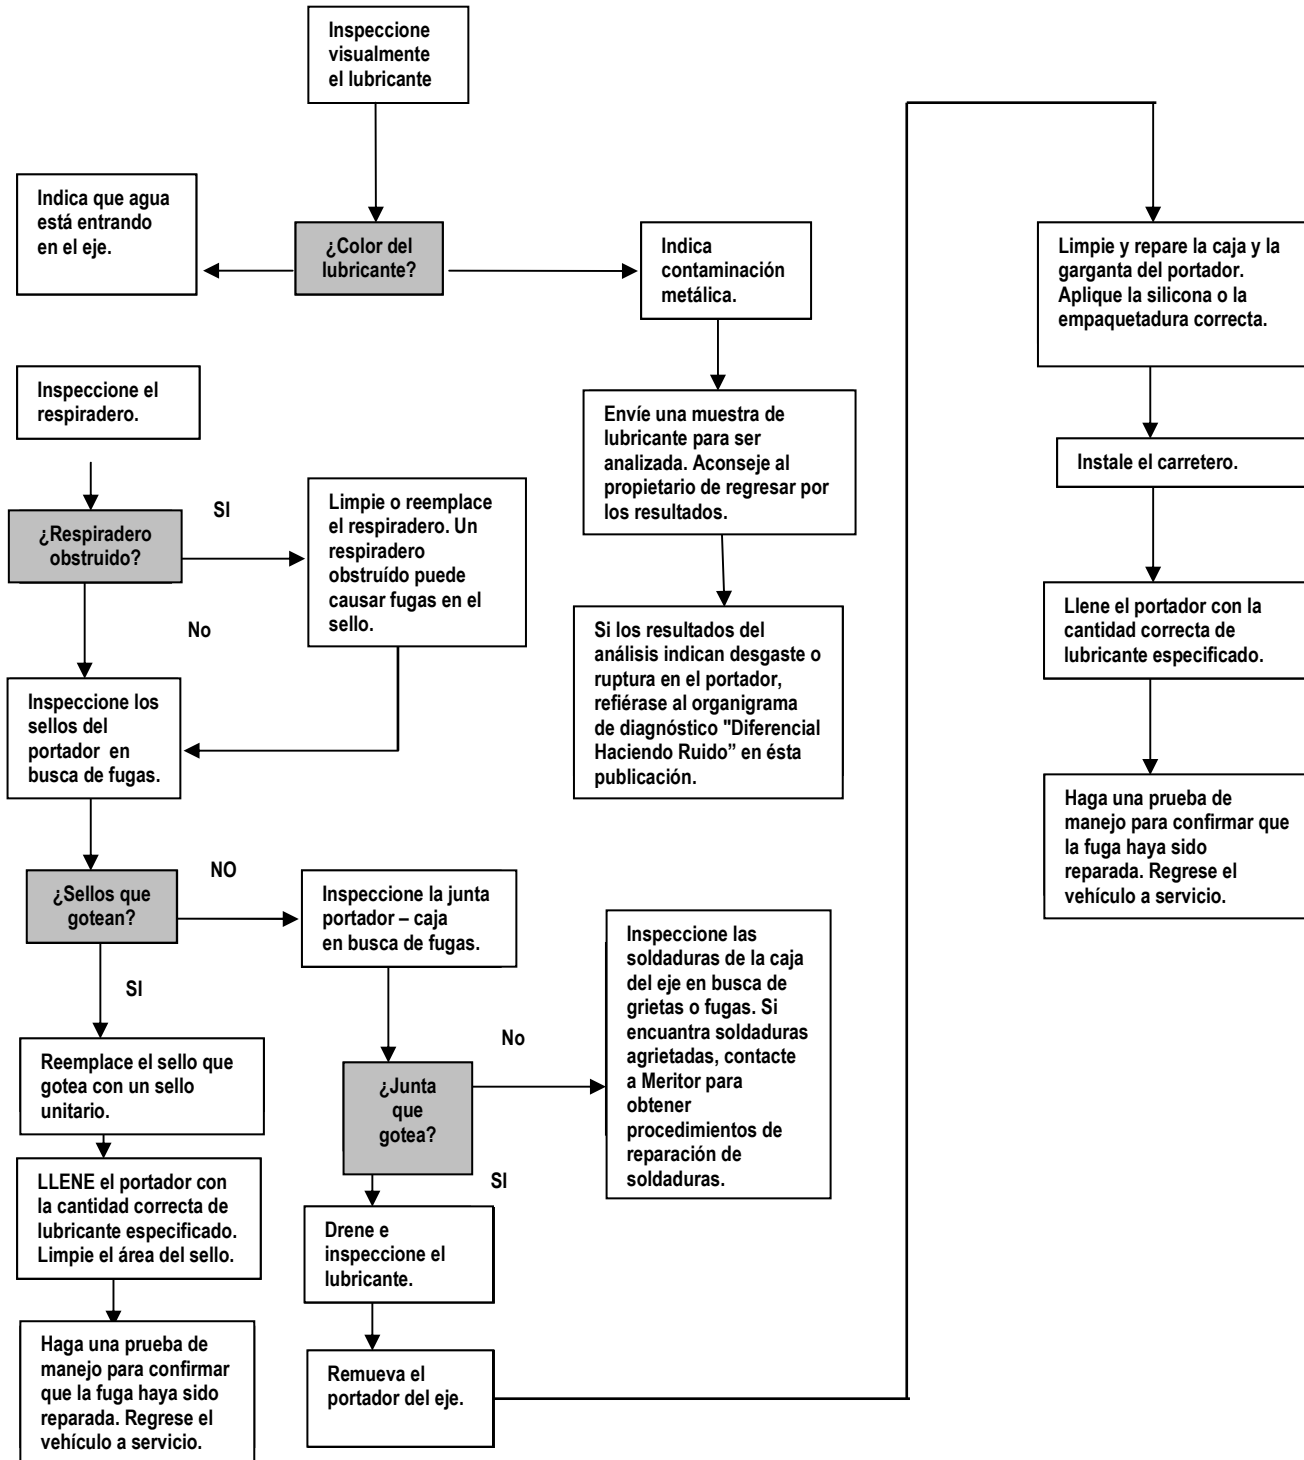 Inspeccione
visualmente
el lubricante
Indica que agua
está entrando
en el eje.
¿Color del
lubricante?
Indica
contaminación
metálica.
Inspeccione el
respiradero.
¿Respiradero
obstruido?
SI
No
Limpie o reemplace
el respiradero. Un
respiradero
obstruído puede
causar fugas en el
sello.
Envíe una muestra de
lubricante para ser
analizada. Aconseje al
propietario de regresar por
los resultados.
Si los resultados del
análisis indican desgaste o
ruptura en el portador,
refiérase al organigrama
de diagnóstico "Diferencial
Haciendo Ruido” en ésta
publicación.
Inspeccione los
sellos del
portador en
busca de fugas.
¿Sellos que
gotean?
NO
SI
Inspeccione la junta
portador – caja
en busca de fugas.
Reemplace el sello que
gotea con un sello
unitario.
LLENE el portador con
la cantidad correcta de
lubricante especificado.
Limpie el área del sello.
Haga una prueba de
manejo para confirmar
que la fuga haya sido
reparada. Regrese el
vehículo a servicio.
¿Junta
que
gotea?
No
SI
Inspeccione las
soldaduras de la caja
del eje en busca de
grietas o fugas. Si
encuantra soldaduras
agrietadas, contacte
a Meritor para
obtener
procedimientos de
reparación de
soldaduras.
Drene e
inspeccione el
lubricante.
Remueva el
portador del eje.
Limpie y repare la caja y la
garganta del portador.
Aplique la silicona o la
empaquetadura correcta.
Instale el carretero.
Llene el portador con la
cantidad correcta de
lubricante especificado.
Haga una prueba de
manejo para confirmar que
la fuga haya sido
reparada. Regrese el
vehículo a servicio.